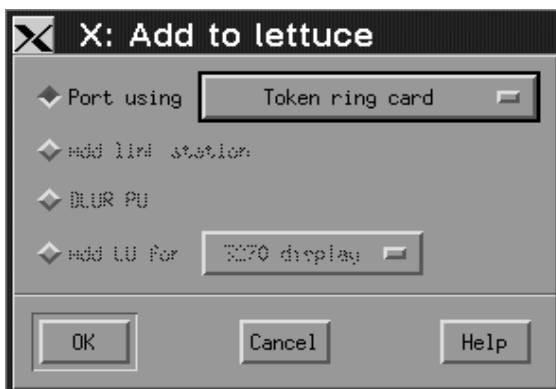 X: Add to lettuce
Port using Token ring card
Add link station
DLUR PU
Add LU for 3270 display
OK Cancel Help